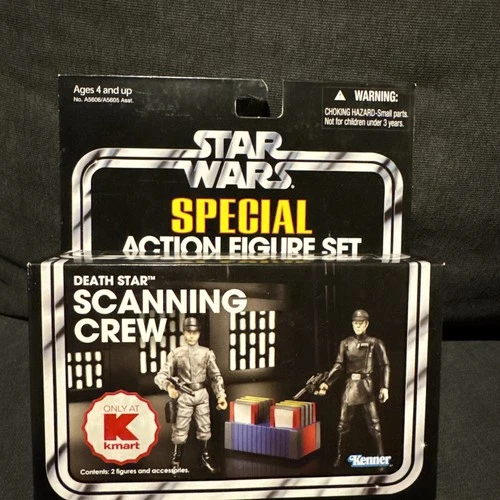 Ages 4 and up
No. A5606/A5605 Asst.
▲ WARNING:
CHOKING HAZARD-Small parts.
Not for children under 3 years.
STAR
WARS.
SPECIAL
ACTION FIGURE SET
DEATH STAR™
SCANNING
CREW
ONLY AT
K
kmart
Contents: 2 figures and accessories.
Kenner